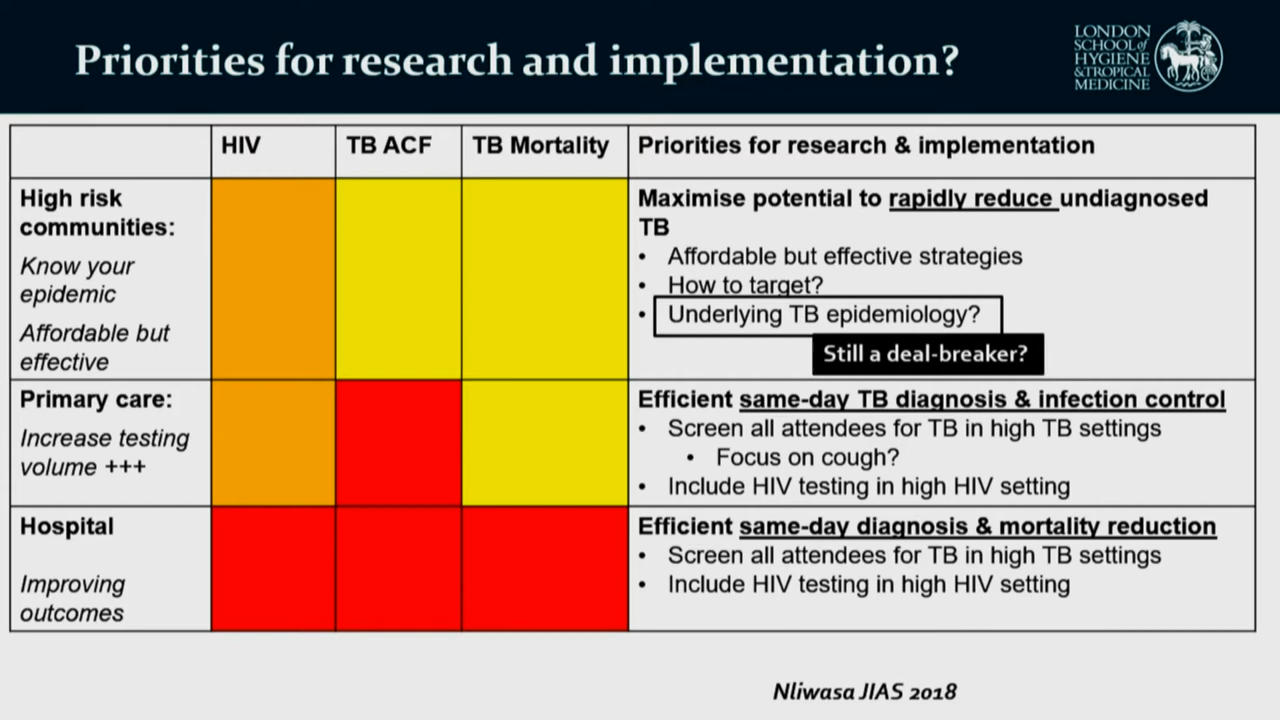 Priorities for research and implementation?
LONDON
SCHOOL of
HYGIENE
& TROPICAL
MEDICINE
HIV
TB ACF
TB Mortality
Priorities for research & implementation
High risk
communities:
Know your
epidemic
Affordable but
effective
Maximise potential to rapidly reduce undiagnosed
TB
• Affordable but effective strategies
• How to target?
• Underlying TB epidemiology?
Still a deal-breaker?
Primary care:
Increase testing
volume +++
Efficient same-day TB diagnosis & infection control
• Screen all attendees for TB in high TB settings
• Focus on cough?
• Include HIV testing in high HIV setting
Hospital
Improving
outcomes
Efficient same-day diagnosis & mortality reduction
• Screen all attendees for TB in high TB settings
• Include HIV testing in high HIV setting
Nliwasa JIAS 2018